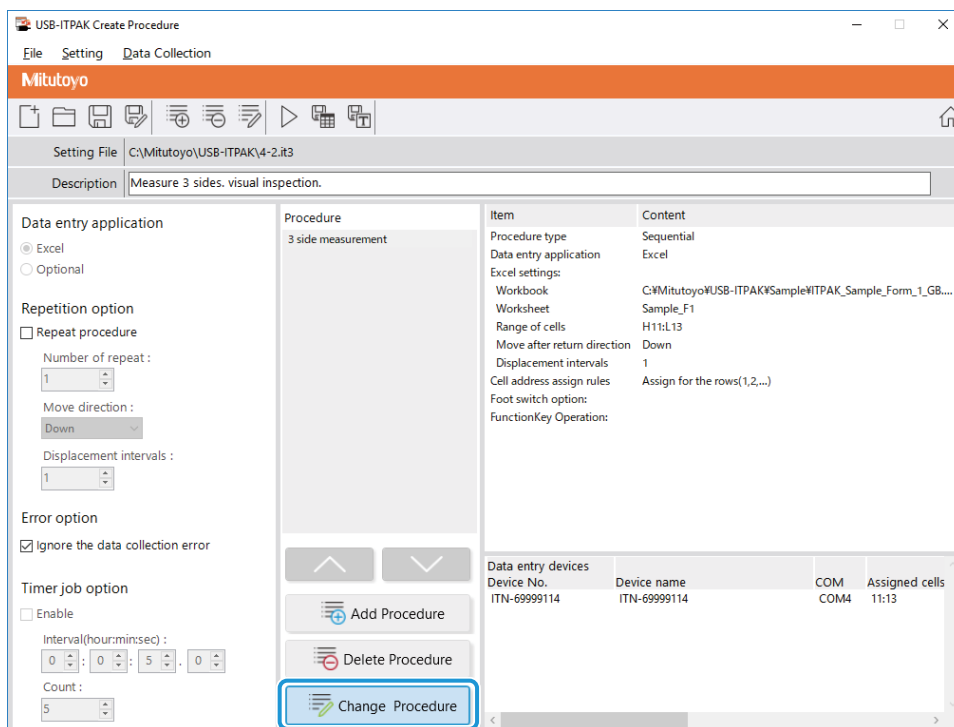 USB-ITPAK Create Procedure
File Setting Data Collection
Mitutoyo
Setting File C:\Mitutoyo\USB-ITPAK\4-2.it3
Description Measure 3 sides. visual inspection.
Data entry application
Excel
Optional
Repetition option
Repeat procedure
Number of repeat :
1
Move direction :
Down
Displacement intervals :
1
Error option
Ignore the data collection error
Timer job option
Enable
Interval(hour:min:sec) :
0 : 0 : 5 . 0
Count :
5
Procedure
3 side measurement
Add Procedure
Delete Procedure
Change Procedure
Item Content
Procedure type Sequential
Data entry application Excel
Excel settings:
Workbook C:¥Mitutoyo¥USB-ITPAK¥Sample¥ITPAK_Sample_Form_1_GB....
Worksheet Sample_F1
Range of cells H11:L13
Move after return direction Down
Displacement intervals 1
Cell address assign rules Assign for the rows(1,2,...)
Foot switch option:
FunctionKey Operation:
Data entry devices
Device No. Device name COM Assigned cells
ITN-69999114 ITN-69999114 COM4 11:13